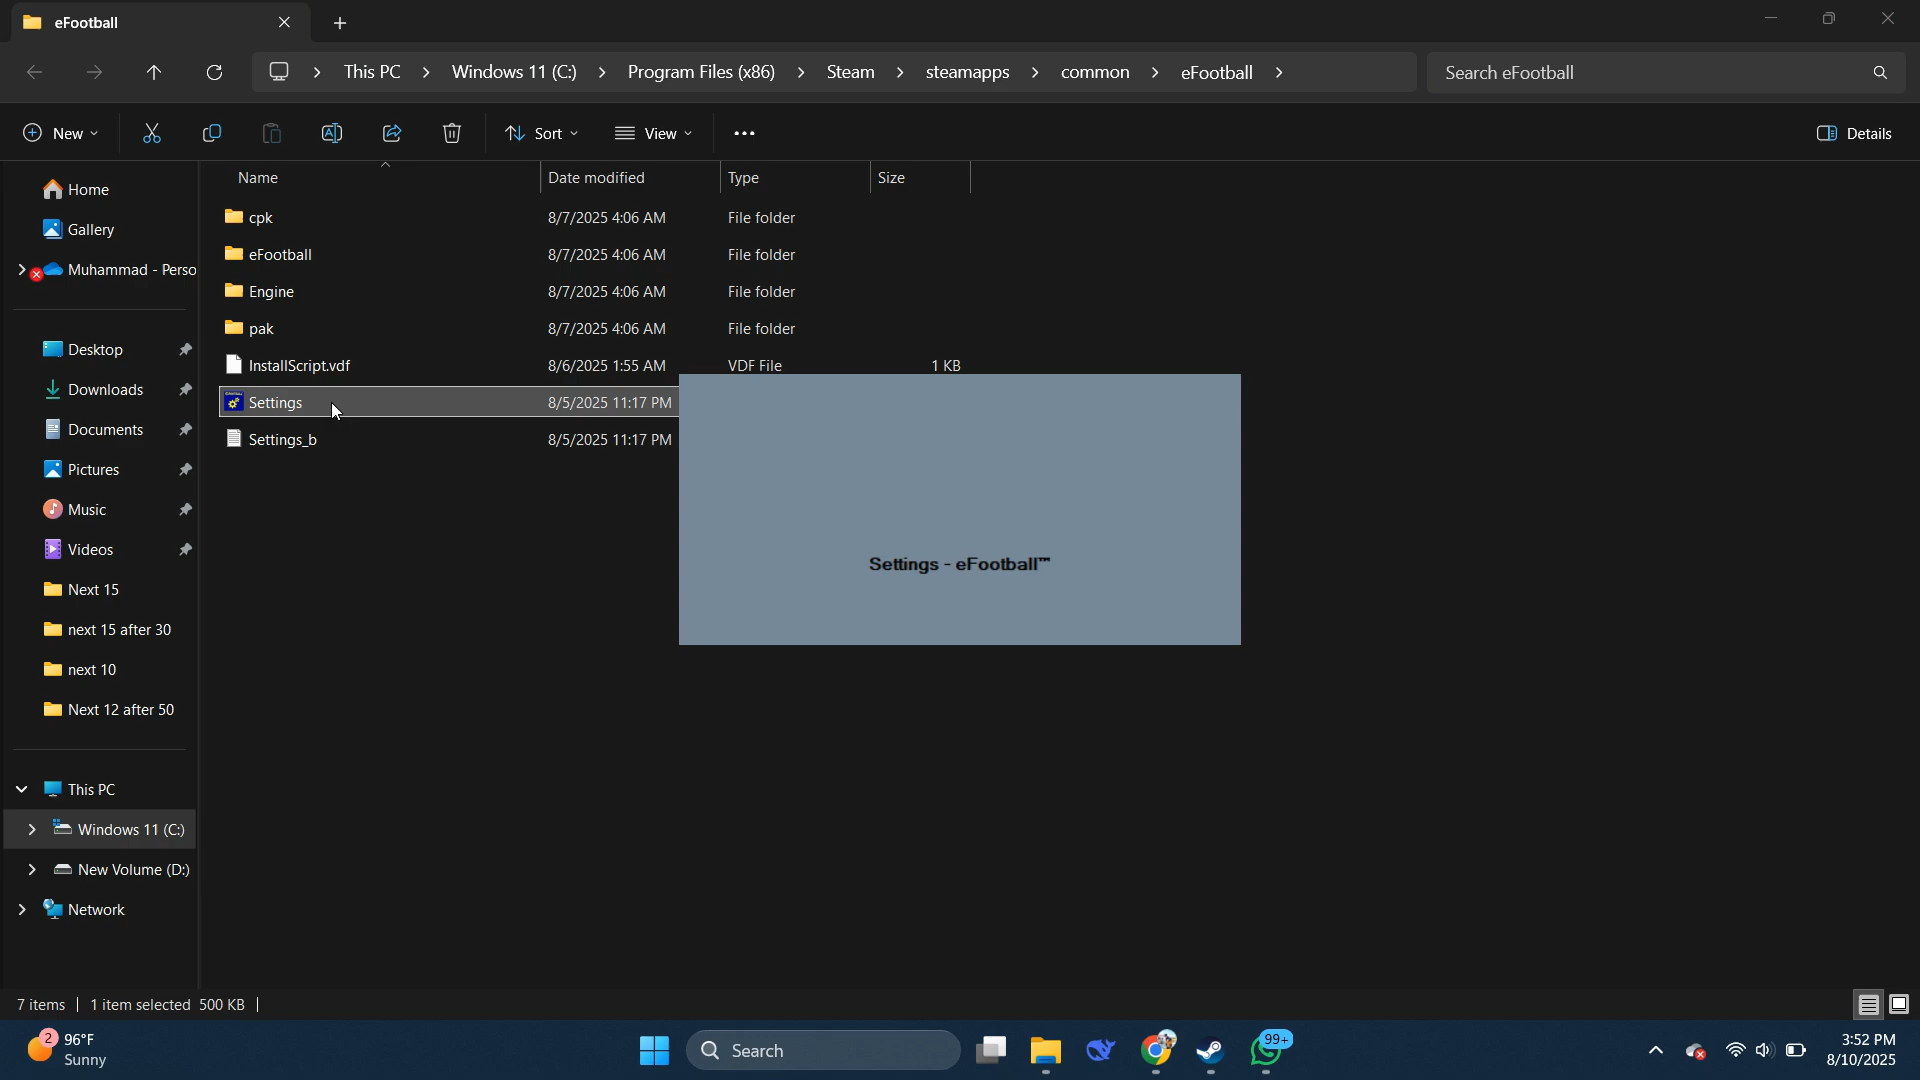 eFootball
This PC > Windows 11 (C:) > Program Files (x86) > Steam > steamapps > common > eFootball >
Search eFootball
New
Sort
View
Details
Name Date modified Type Size
cpk 8/7/2025 4:06 AM File folder
eFootball 8/7/2025 4:06 AM File folder
Engine 8/7/2025 4:06 AM File folder
pak 8/7/2025 4:06 AM File folder
InstallScript.vdf 8/6/2025 1:55 AM VDF File 1 KB
Settings 8/5/2025 11:17 PM
Settings_b 8/5/2025 11:17 PM
Settings - eFootball™
Home
Gallery
Muhammad - Perso
Desktop
Downloads
Documents
Pictures
Music
Videos
Next 15
next 15 after 30
next 10
Next 12 after 50
This PC
Windows 11 (C:)
New Volume (D:)
Network
7 items 1 item selected 500 KB
2
96°F
Sunny
Search
99+
3:52 PM
8/10/2025